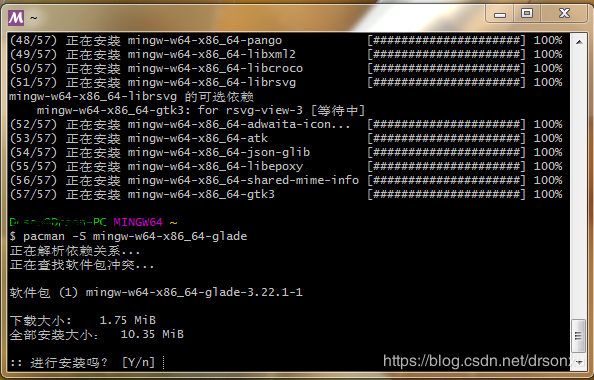 ~
(48/57) 正在安装 mingw-w64-x86_64-pango [#####################] 100%
(49/57) 正在安装 mingw-w64-x86_64-libxml2 [#####################] 100%
(50/57) 正在安装 mingw-w64-x86_64-libcroco [#####################] 100%
(51/57) 正在安装 mingw-w64-x86_64-librsvg [#####################] 100%
mingw-w64-x86_64-librsvg 的可选依赖
mingw-w64-x86_64-gtk3: for rsvg-view-3 [等待中]
(52/57) 正在安装 mingw-w64-x86_64-adwaita-icon... [#####################] 100%
(53/57) 正在安装 mingw-w64-x86_64-atk [#####################] 100%
(54/57) 正在安装 mingw-w64-x86_64-json-glib [#####################] 100%
(55/57) 正在安装 mingw-w64-x86_64-libepoxy [#####################] 100%
(56/57) 正在安装 mingw-w64-x86_64-shared-mime-info [#####################] 100%
(57/57) 正在安装 mingw-w64-x86_64-gtk3 [#####################] 100%
MINGW64 ~
$ pacman -S mingw-w64-x86_64-glade
正在解析依赖关系...
正在查找软件包冲突...
软件包 (1) mingw-w64-x86_64-glade-3.22.1-1
下载大小: 1.75 MiB
全部安装大小: 10.35 MiB
:: 进行安装吗? [Y/n]
https://blog.csdn.net/drsonx